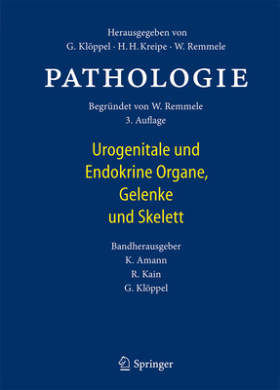 Herausgegeben von
G. Klöppel • H. H. Kreipe • W. Remmele
PATHOLOGIE
Begründet von W. Remmele
3. Auflage
Urogenitale und
Endokrine Organe,
Gelenke
und Skelett
Bandherausgeber
K. Amann
R. Kain
G. Klöppel
Springer